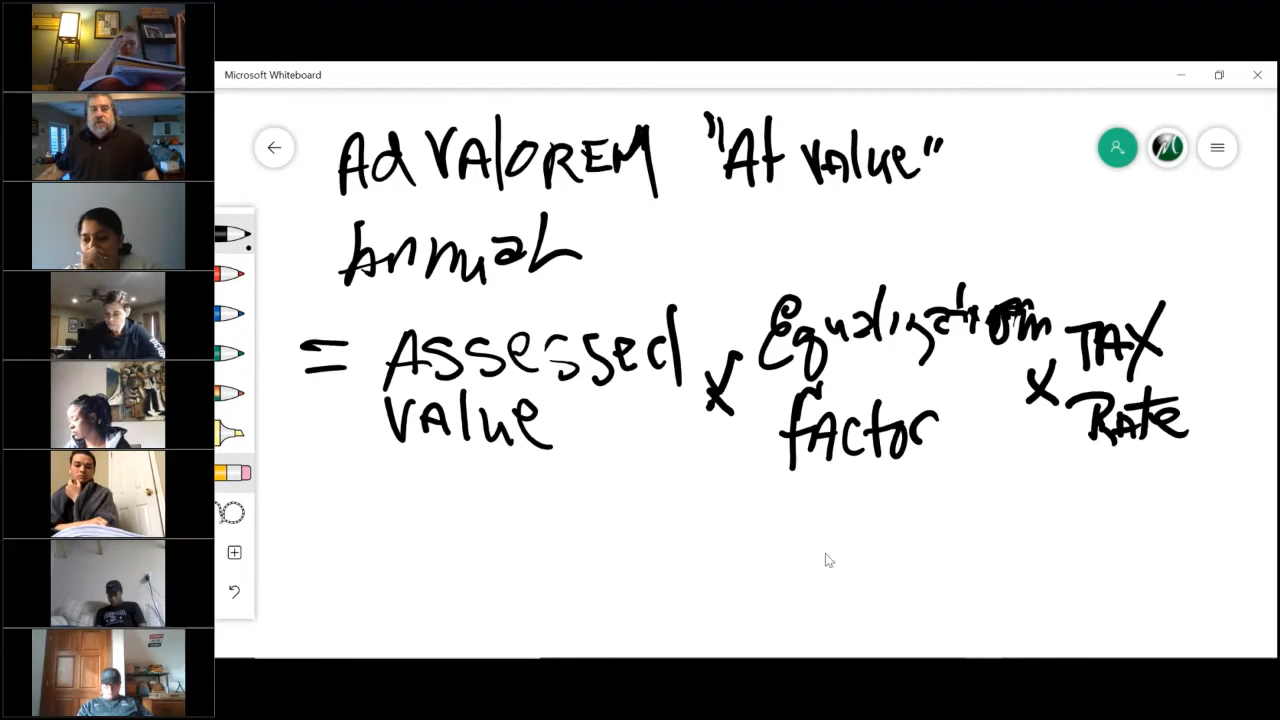 Microsoft Whiteboard
Ad VAlOREM "At value"
Annual
= Assessed value x Equalization factor x TAX RAte